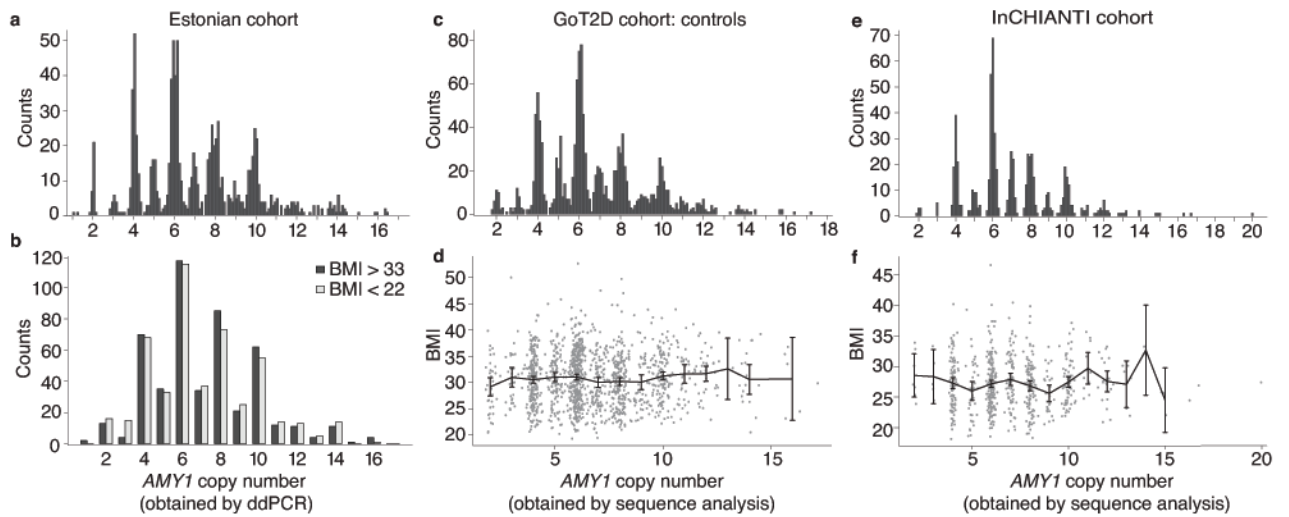 a
Estonian cohort
50
40
30
20
10
0
Counts
2 4 6 8 10 12 14 16
b
120
100
80
60
40
20
0
Counts
BMI > 33
BMI < 22
2 4 6 8 10 12 14 16
AMY1 copy number
(obtained by ddPCR)
c
GoT2D cohort: controls
80
60
40
20
0
Counts
2 4 6 8 10 12 14 16 18
d
50
45
40
35
30
25
20
BMI
5 10 15
AMY1 copy number
(obtained by sequence analysis)
e
InCHIANTI cohort
70
60
50
40
30
20
10
0
Counts
2 4 6 8 10 12 14 16 18 20
f
45
40
35
30
25
20
BMI
5 10 15 20
AMY1 copy number
(obtained by sequence analysis)